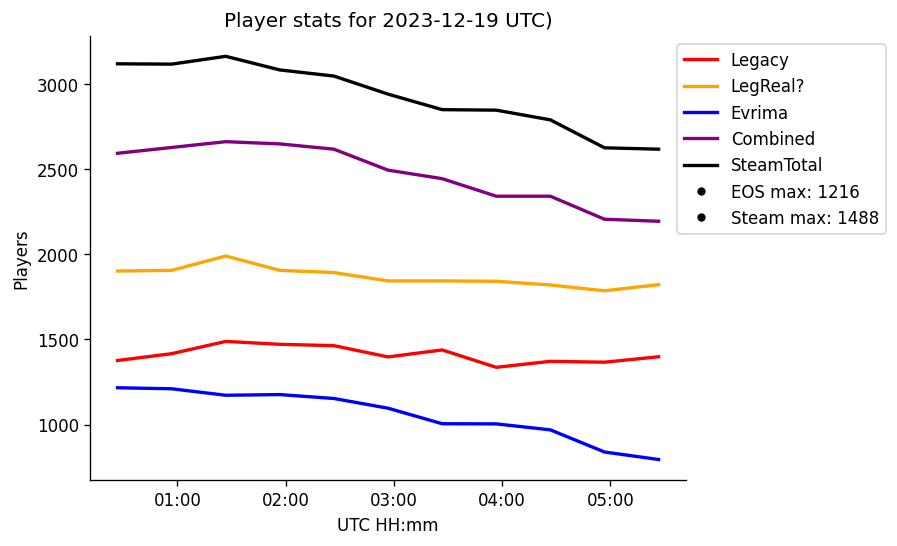 Player stats for 2023-12-19 UTC)
Legacy
LegReal?
Evrima
Combined
SteamTotal
EOS max: 1216
Steam max: 1488
Players
3000
2500
2000
1500
1000
01:00
02:00
03:00
04:00
05:00
UTC HH:mm